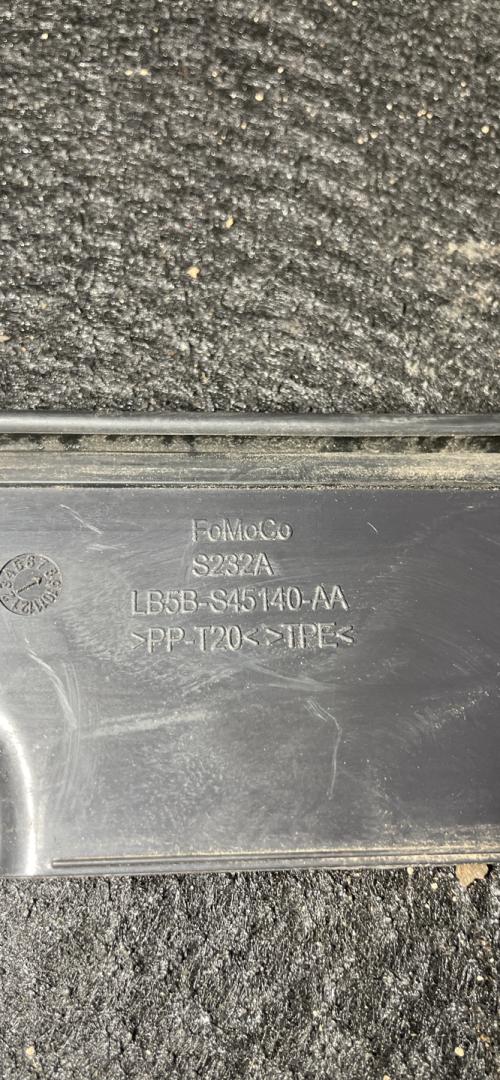 FoMoCo
S232A
LB5B-S45140-AA
>PP-T20< >TPE<